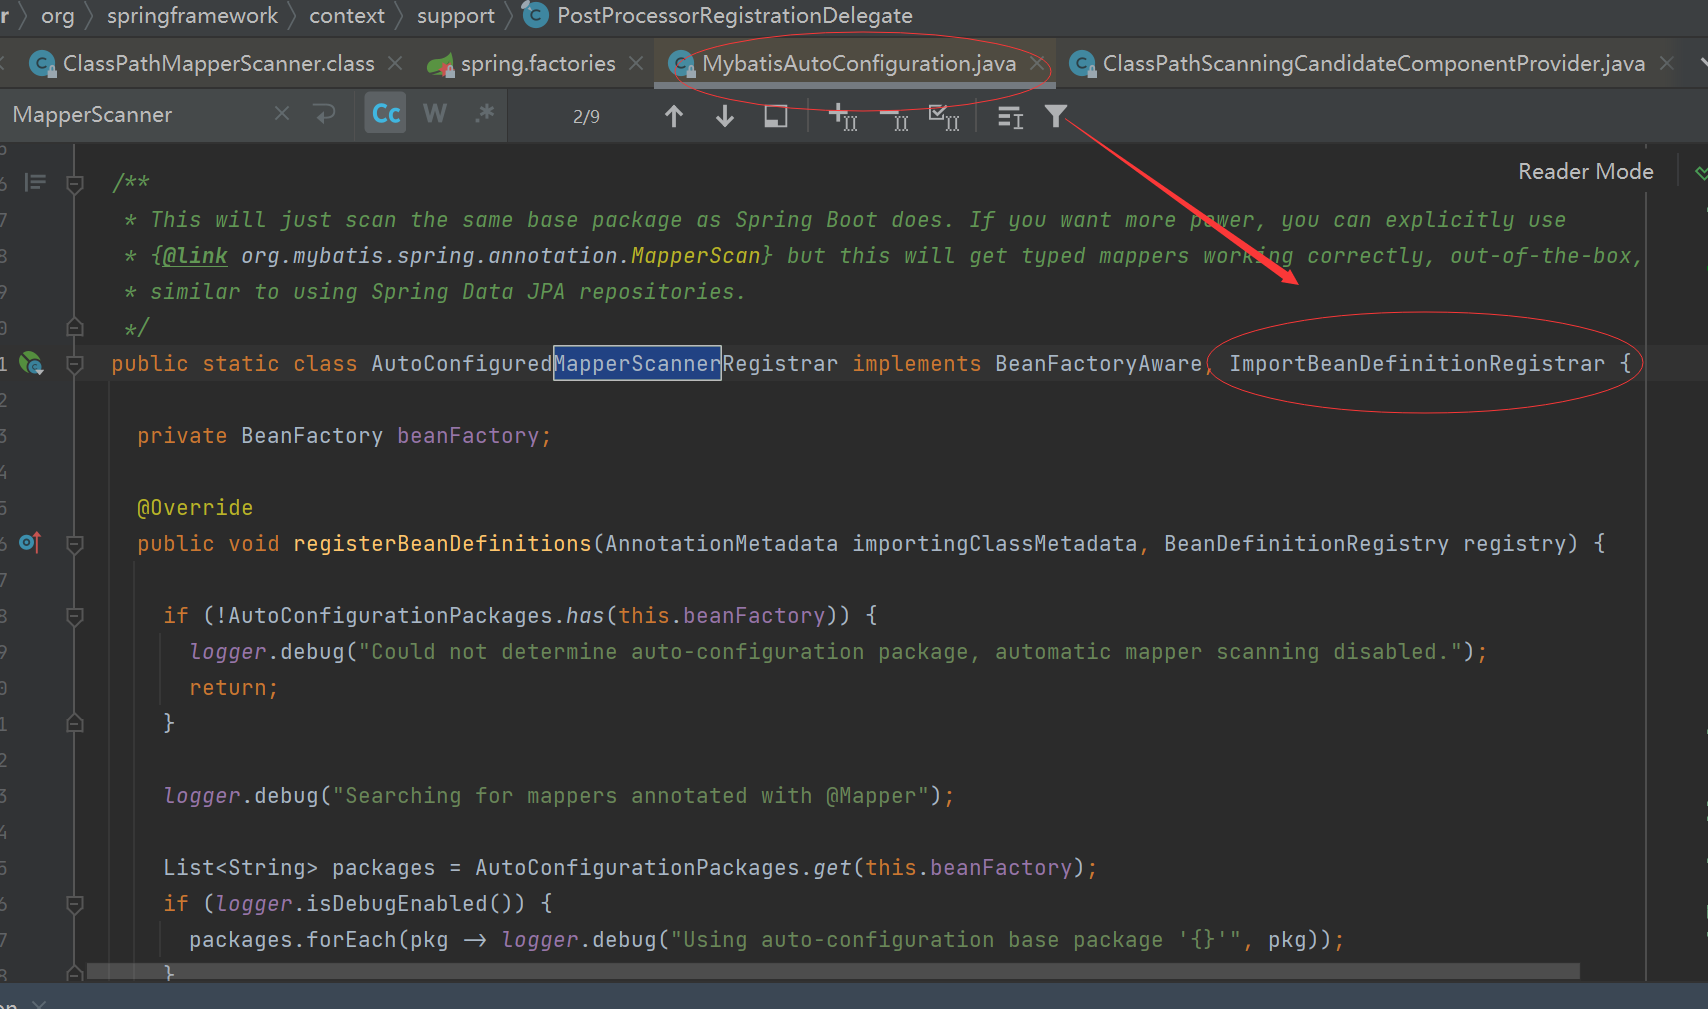 r org springframework context support PostProcessorRegistrationDelegate
ClassPathMapperScanner.class spring.factories MybatisAutoConfiguration.java ClassPathScanningCandidateComponentProvider.java
MapperScanner Cc W .* 2/9
Reader Mode
/**
* This will just scan the same base package as Spring Boot does. If you want more power, you can explicitly use
* {@link org.mybatis.spring.annotation.MapperScan} but this will get typed mappers working correctly, out-of-the-box,
* similar to using Spring Data JPA repositories.
*/
public static class AutoConfiguredMapperScannerRegistrar implements BeanFactoryAware, ImportBeanDefinitionRegistrar {
private BeanFactory beanFactory;
@Override
public void registerBeanDefinitions(AnnotationMetadata importingClassMetadata, BeanDefinitionRegistry registry) {
if (!AutoConfigurationPackages.has(this.beanFactory)) {
logger.debug("Could not determine auto-configuration package, automatic mapper scanning disabled.");
return;
}
logger.debug("Searching for mappers annotated with @Mapper");
List<String> packages = AutoConfigurationPackages.get(this.beanFactory);
if (logger.isDebugEnabled()) {
packages.forEach(pkg -> logger.debug("Using auto-configuration base package '{}'", pkg));
}